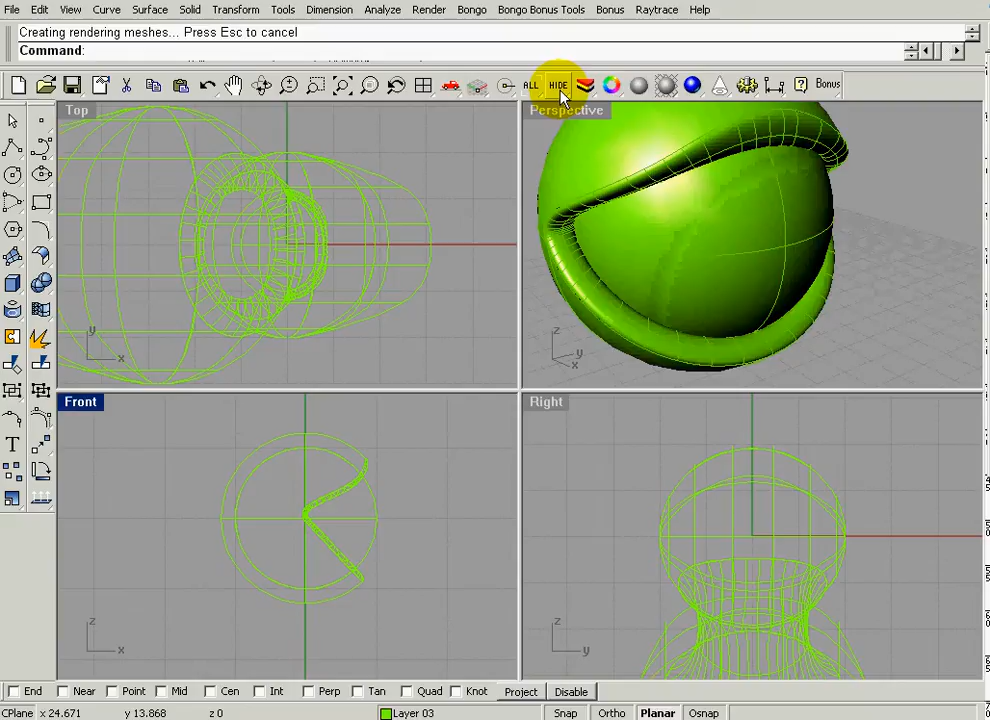 File Edit View Curve Surface Solid Transform Tools Dimension Analyze Render Bongo Bongo Bonus Tools Bonus Raytrace Help
Creating rendering meshes... Press Esc to cancel
Command:
ALL HIDE ? Bonus
Top
Perspective
y
x
z
y
x
Front
Right
z
x
z
y
T
End Near Point Mid Cen Int Perp Tan Quad Knot Project Disable
CPlane x 24.671 y 13.868 z 0 Layer 03 Snap Ortho Planar Osnap